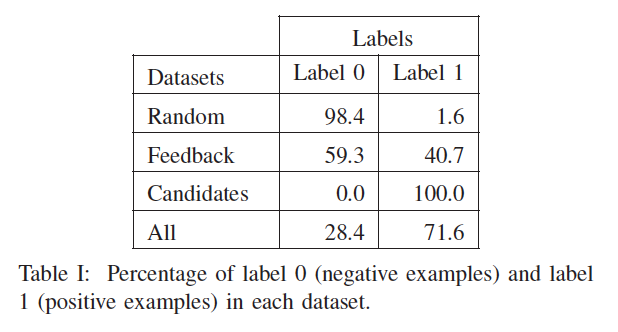 Labels
Datasets Label 0 Label 1
Random 98.4 1.6
Feedback 59.3 40.7
Candidates 0.0 100.0
All 28.4 71.6
Table I: Percentage of label 0 (negative examples) and label
1 (positive examples) in each dataset.